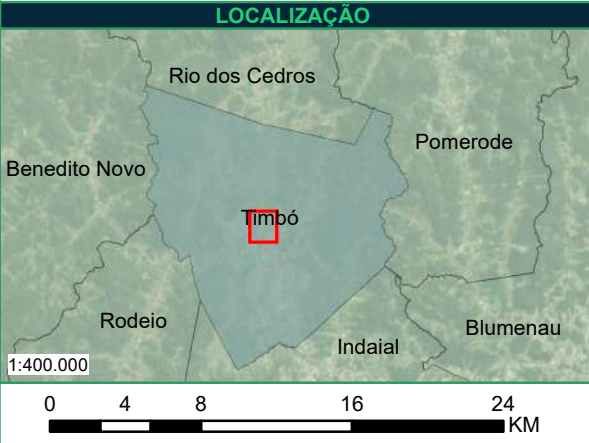 LOCALIZAÇÃO
Rio dos Cedros
Pomerode
Benedito Novo
Timbó
Rodeio
Blumenau
Indaial
1:400.000
0 4 8 16 24
KM